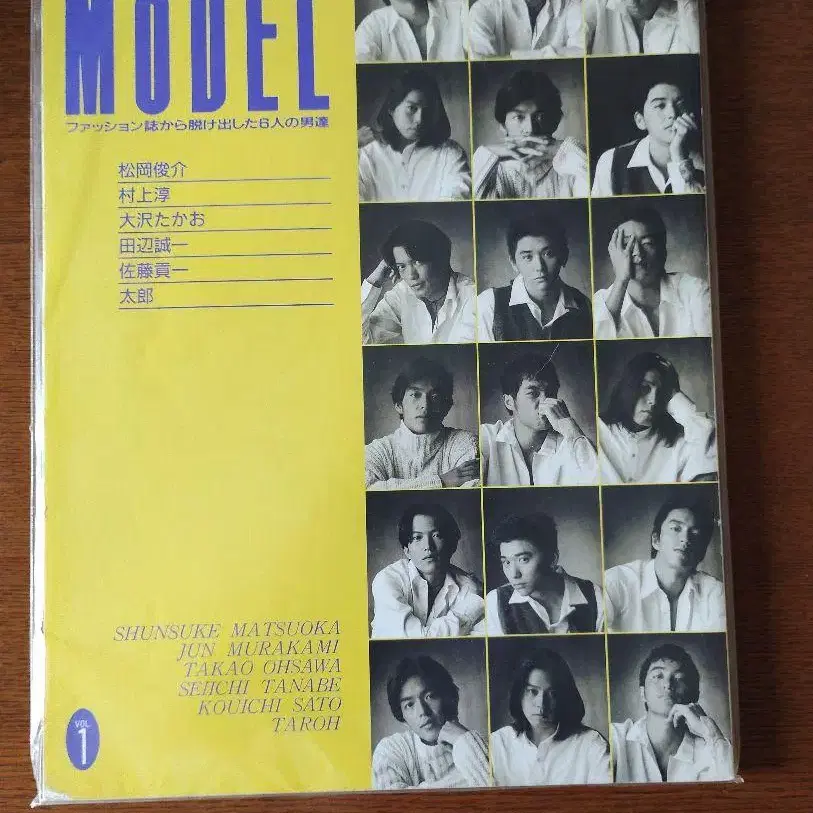 MODEL
ファッション誌から脱け出した6人の男達
松岡俊介
村上淳
大沢たかお
田辺誠一
佐藤貢一
太郎
SHUNSUKE MATSUOKA
JUN MURAKAMI
TAKAO OHSAWA
SEIICHI TANABE
KOUICHI SATO
TAROH
VOL.
1